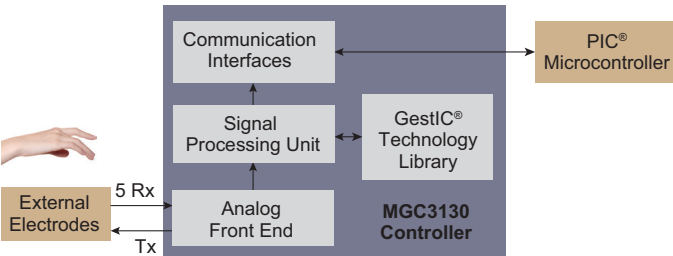 Communication
Interfaces
PIC®
Microcontroller
Signal
Processing Unit
GestIC®
Technology
Library
External
Electrodes
5 Rx
Tx
Analog
Front End
MGC3130
Controller